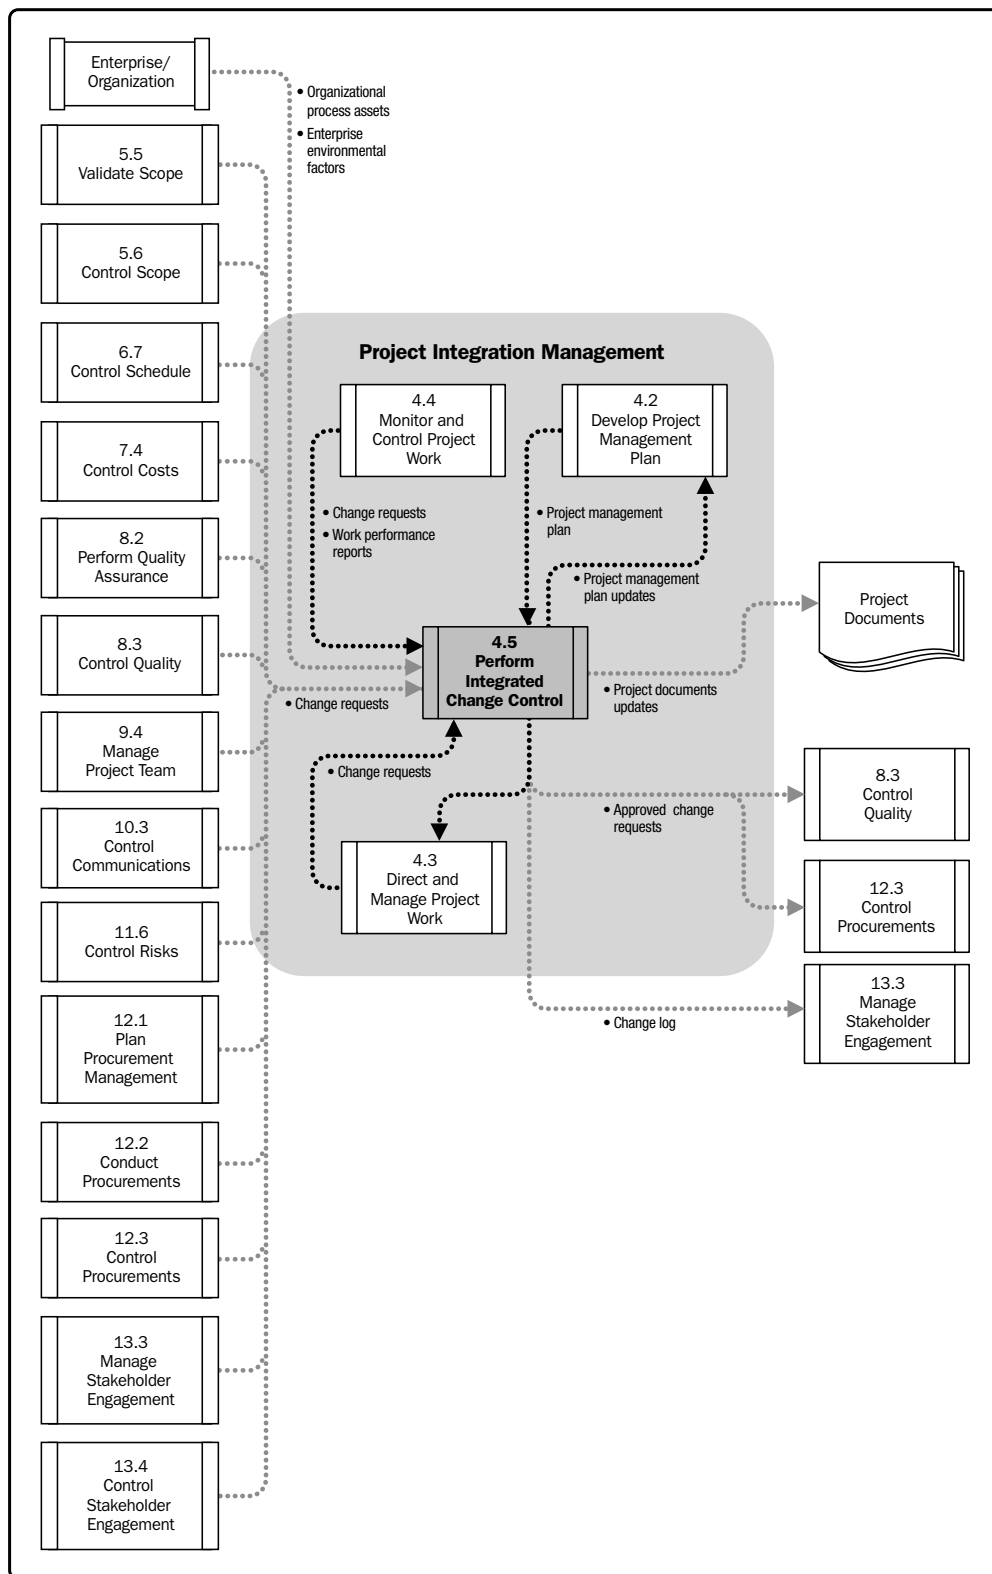 Enterprise/
Organization
• Organizational
process assets
• Enterprise
environmental
factors
5.5
Validate Scope
5.6
Control Scope
6.7
Control Schedule
7.4
Control Costs
8.2
Perform Quality
Assurance
8.3
Control Quality
9.4
Manage
Project Team
10.3
Control
Communications
11.6
Control Risks
12.1
Plan
Procurement
Management
12.2
Conduct
Procurements
12.3
Control
Procurements
13.3
Manage
Stakeholder
Engagement
13.4
Control
Stakeholder
Engagement
Project Integration Management
4.4
Monitor and
Control Project
Work
4.2
Develop Project
Management
Plan
• Change requests
• Work performance
reports
• Project management
plan
• Project management
plan updates
4.5
Perform
Integrated
Change Control
• Change requests
• Project documents
updates
• Change requests
• Approved change
requests
4.3
Direct and
Manage Project
Work
• Change log
Project
Documents
8.3
Control
Quality
12.3
Control
Procurements
13.3
Manage
Stakeholder
Engagement